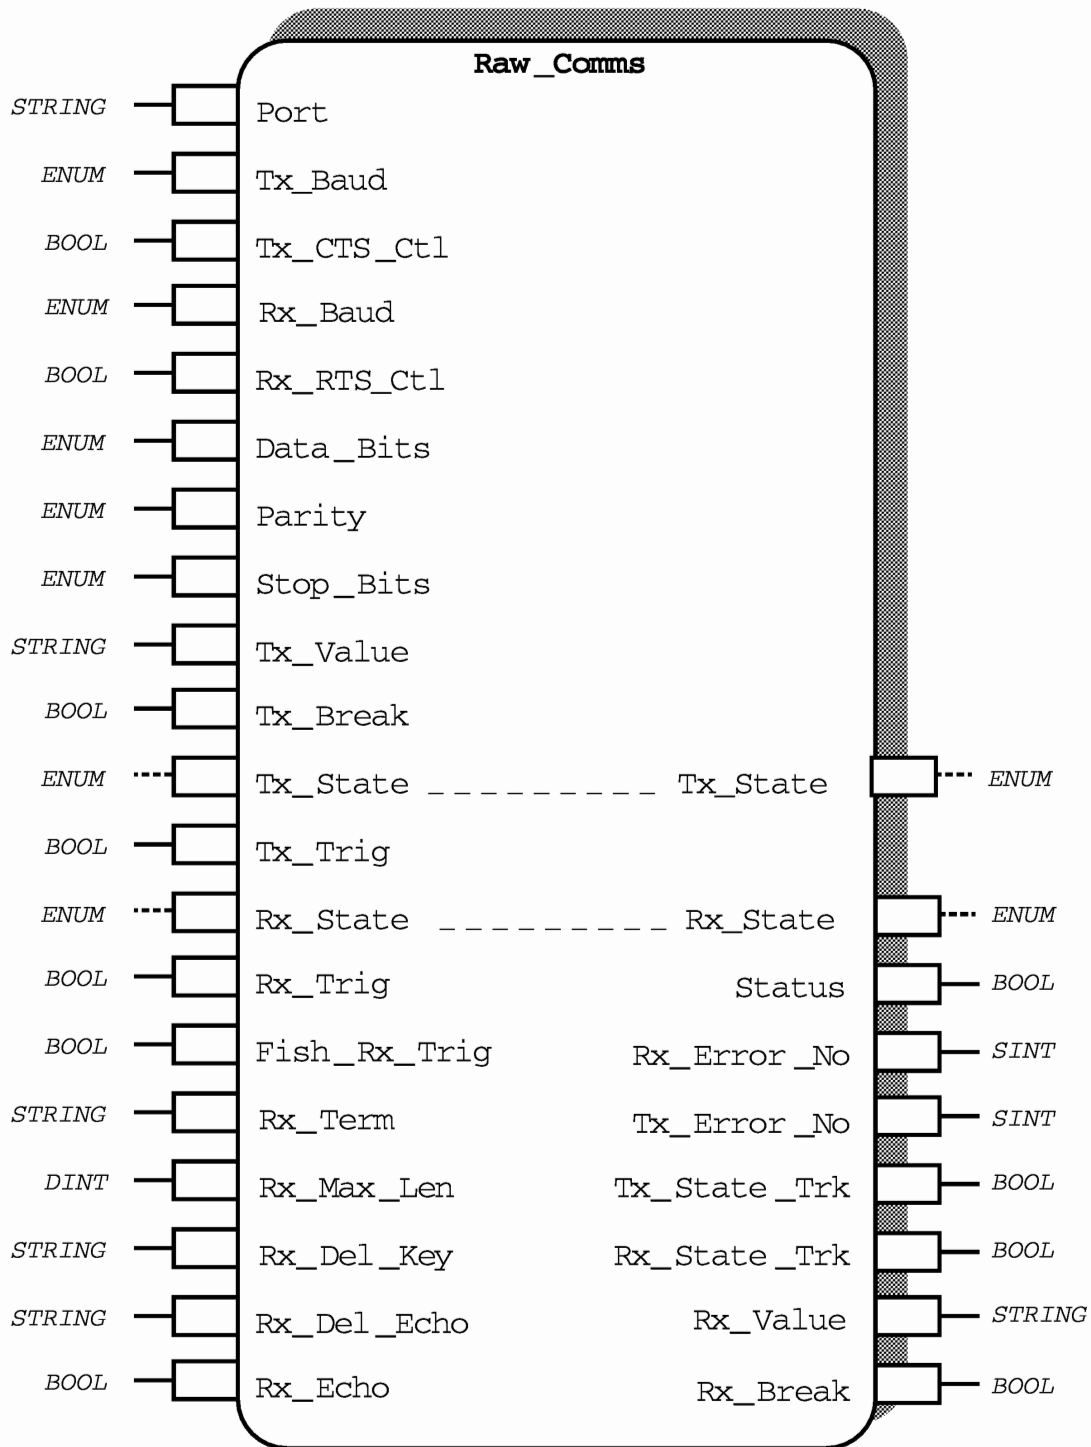 Raw_Comms
STRING Port
ENUM Tx_Baud
BOOL Tx_CTS_Ctl
ENUM Rx_Baud
BOOL Rx_RTS_Ctl
ENUM Data_Bits
ENUM Parity
ENUM Stop_Bits
STRING Tx_Value
BOOL Tx_Break
ENUM Tx_State _ _ _ _ _ _ _ _ _ Tx_State ENUM
BOOL Tx_Trig
ENUM Rx_State _ _ _ _ _ _ _ _ _ Rx_State ENUM
BOOL Rx_Trig Status BOOL
BOOL Fish_Rx_Trig Rx_Error_No SINT
STRING Rx_Term Tx_Error_No SINT
DINT Rx_Max_Len Tx_State_Trk BOOL
STRING Rx_Del_Key Rx_State_Trk BOOL
STRING Rx_Del_Echo Rx_Value STRING
BOOL Rx_Echo Rx_Break BOOL